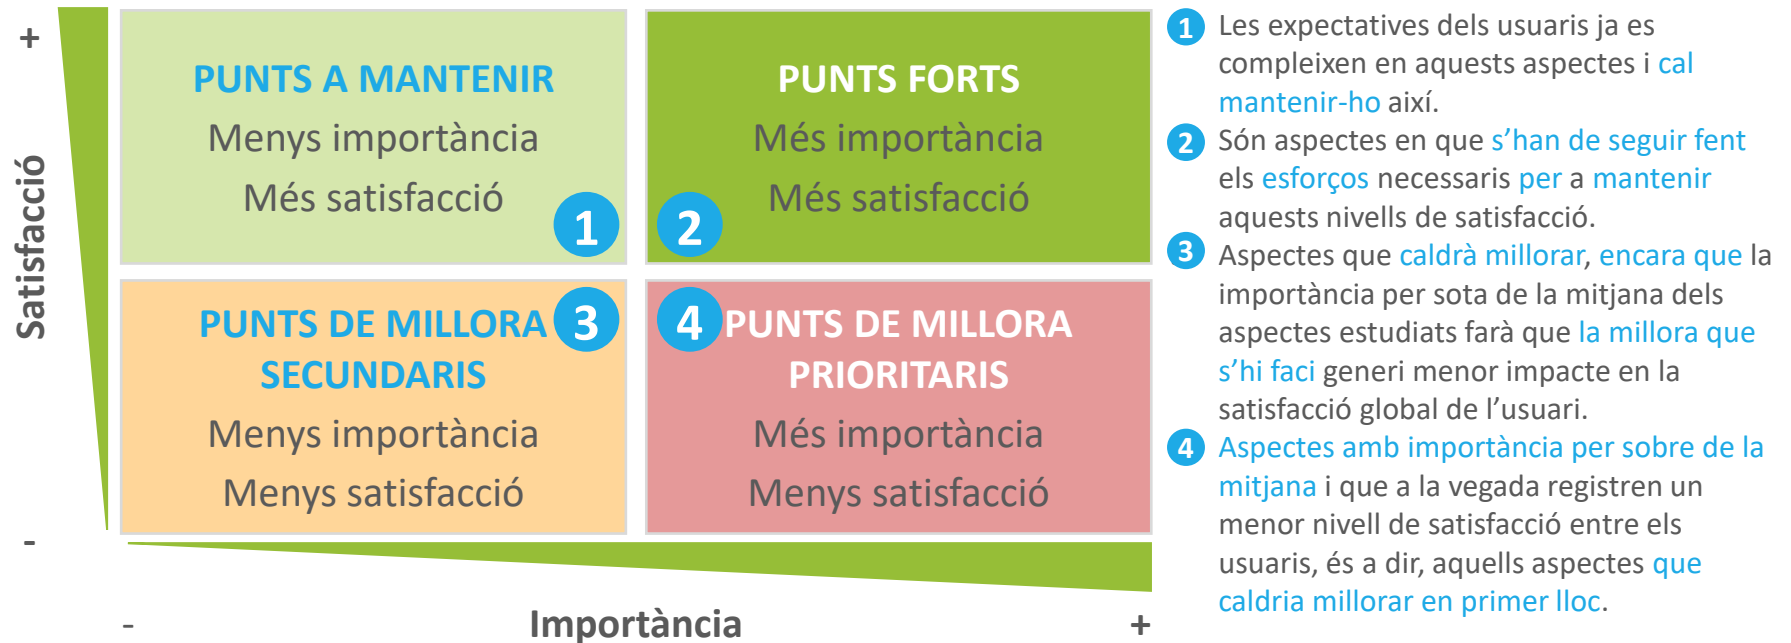 +
Satisfacció
-
PUNTS A MANTENIR
Menys importància
Més satisfacció
1
PUNTS FORTS
Més importància
Més satisfacció
2
PUNTS DE MILLORA
SECUNDARIS
Menys importància
Menys satisfacció
3
4
PUNTS DE MILLORA
PRIORITARIS
Més importància
Menys satisfacció
-
Importància
+
1 Les expectatives dels usuaris ja es
compleixen en aquests aspectes i cal
mantenir-ho així.
2 Són aspectes en que s’han de seguir fent
els esforços necessaris per a mantenir
aquests nivells de satisfacció.
3 Aspectes que caldrà millorar, encara que la
importància per sota de la mitjana dels
aspectes estudiats farà que la millora que
s’hi faci generi menor impacte en la
satisfacció global de l’usuari.
4 Aspectes amb importància per sobre de la
mitjana i que a la vegada registren un
menor nivell de satisfacció entre els
usuaris, és a dir, aquells aspectes que
caldria millorar en primer lloc.